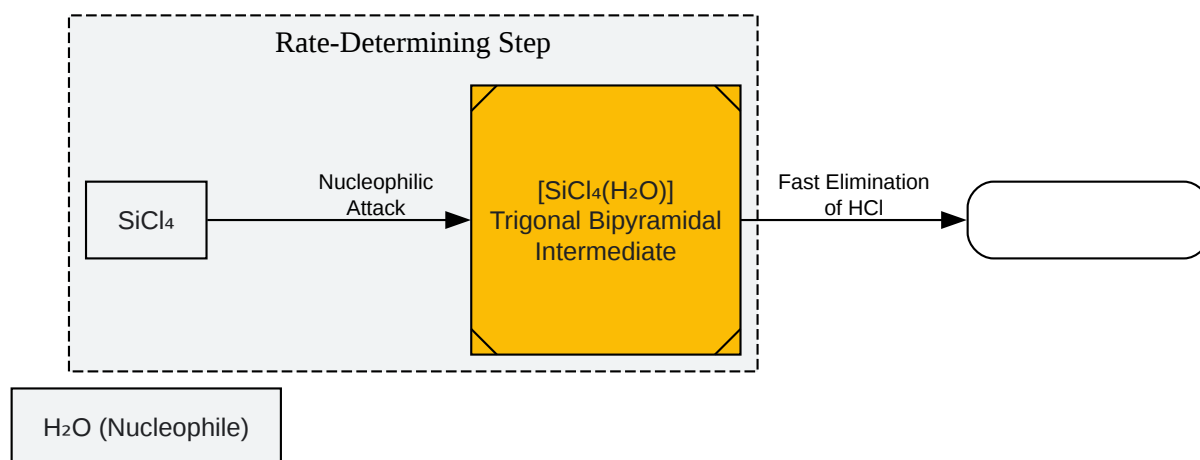 Rate-Determining Step
SiCl₄
Nucleophilic
Attack
[SiCl₄(H₂O)]
Trigonal Bipyramidal
Intermediate
Fast Elimination
of HCl
H₂O (Nucleophile)